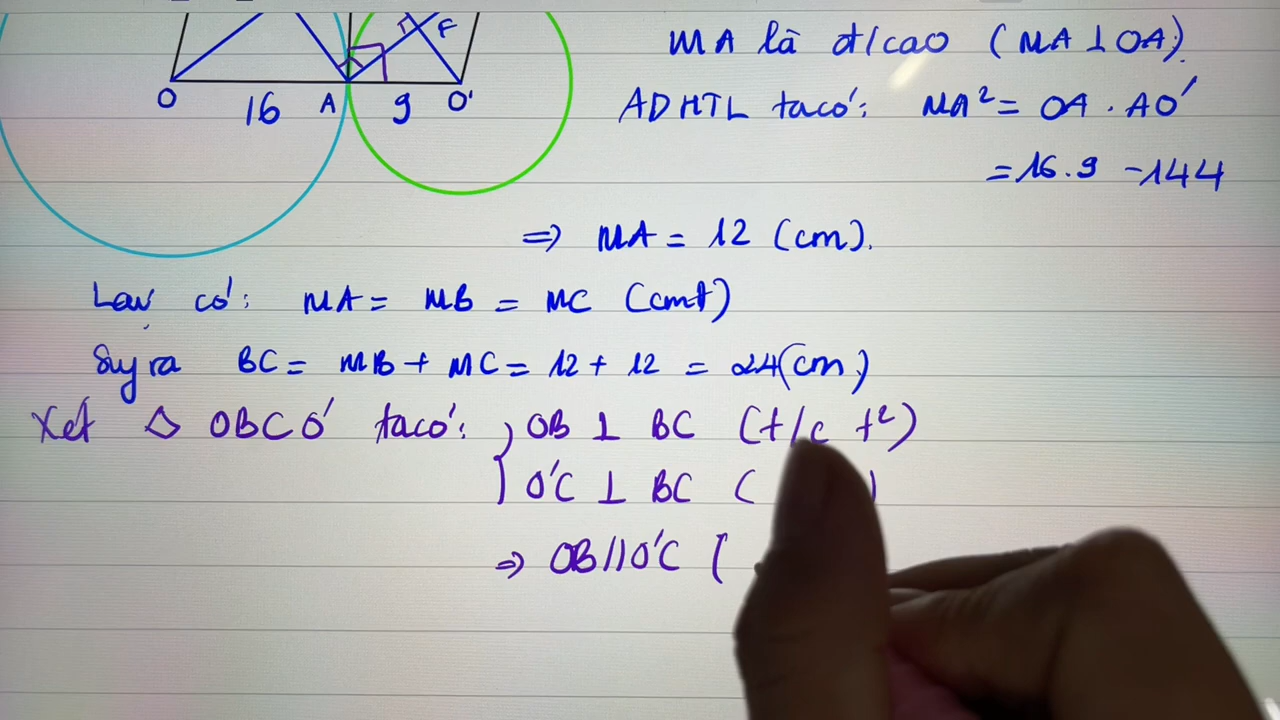 F
O 16 A 9 O'
MA là đ/cao (MA ⊥ OA).
ADHTL ta có: MA² = OA . AO'
= 16.9 = 144
⇒ MA = 12 (cm).
Lại có: MA = MB = MC (cmt)
Suy ra BC = MB + MC = 12 + 12 = 24 (cm)
Xét ◇ OBCO' ta có: { OB ⊥ BC (t/c t²)
O'C ⊥ BC ( )
⇒ OB // O'C (